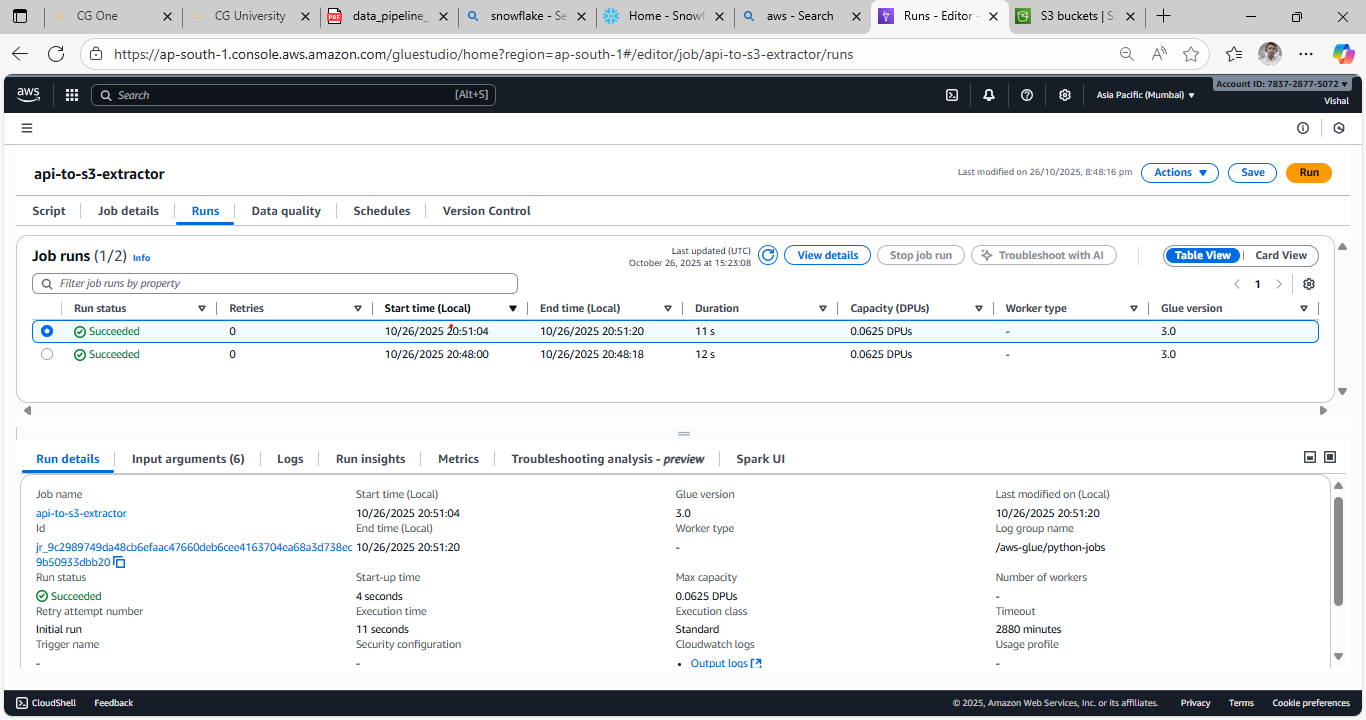 CG One
CG University
data_pipeline_
snowflake - Se
Home - Snowf
aws - Search
Runs - Editor -
S3 buckets | S
https://ap-south-1.console.aws.amazon.com/gluestudio/home?region=ap-south-1#/editor/job/api-to-s3-extractor/runs
aws
Search
[Alt+S]
Asia Pacific (Mumbai)
Account ID: 7837-2877-5072
Vishal
api-to-s3-extractor
Last modified on 26/10/2025, 8:48:16 pm
Actions
Save
Run
Script
Job details
Runs
Data quality
Schedules
Version Control
Job runs (1/2) Info
Last updated (UTC)
October 26, 2025 at 15:23:08
View details
Stop job run
Troubleshoot with AI
Table View
Card View
Filter job runs by property
1
Run status Retries Start time (Local) End time (Local) Duration Capacity (DPUs) Worker type Glue version
Succeeded 0 10/26/2025 20:51:04 10/26/2025 20:51:20 11 s 0.0625 DPUs - 3.0
Succeeded 0 10/26/2025 20:48:00 10/26/2025 20:48:18 12 s 0.0625 DPUs - 3.0
Run details
Input arguments (6)
Logs
Run insights
Metrics
Troubleshooting analysis - preview
Spark UI
Job name Start time (Local) Glue version Last modified on (Local)
api-to-s3-extractor 10/26/2025 20:51:04 3.0 10/26/2025 20:51:20
Id End time (Local) Worker type Log group name
jr_9c2989749da48cb6efaac47660deb6cee4163704ea68a3d738ec 10/26/2025 20:51:20 - /aws-glue/python-jobs
9b50933dbb20
Run status Start-up time Max capacity Number of workers
Succeeded 4 seconds 0.0625 DPUs -
Retry attempt number Execution time Execution class Timeout
Initial run 11 seconds Standard 2880 minutes
Trigger name Security configuration Cloudwatch logs Usage profile
- - • Output logs -
CloudShell
Feedback
© 2025, Amazon Web Services, Inc. or its affiliates.
Privacy
Terms
Cookie preferences